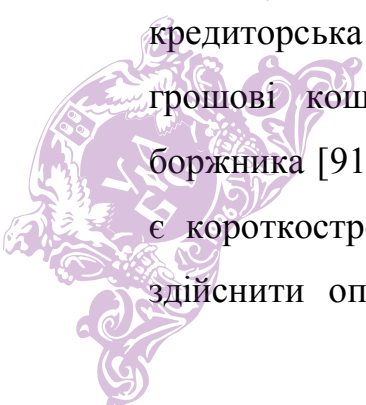 кредиторська
грошові кош
боржника [91
є короткостр
здійснити оп